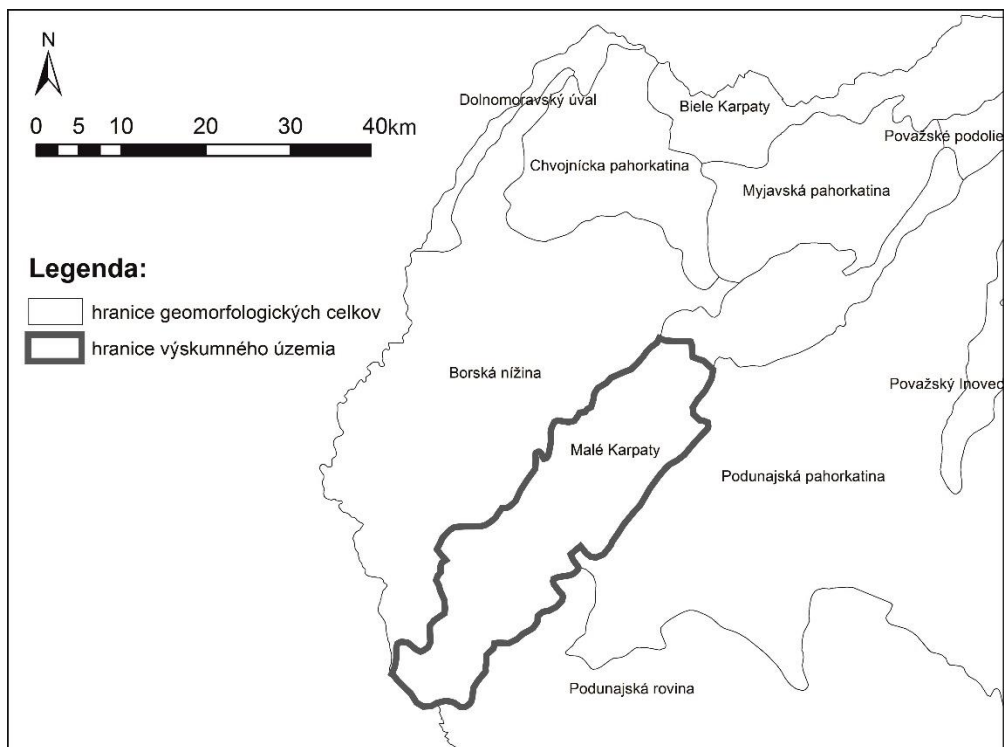 N
0 5 10 20 30 40km
Legenda:
hranice geomorfologických celkov
hranice výskumného územia
Dolnomoravský úval
Biele Karpaty
Považské podolie
Chvojnícka pahorkatina
Myjavská pahorkatina
Borská nížina
Považský Inovec
Malé Karpaty
Podunajská pahorkatina
Podunajská rovina